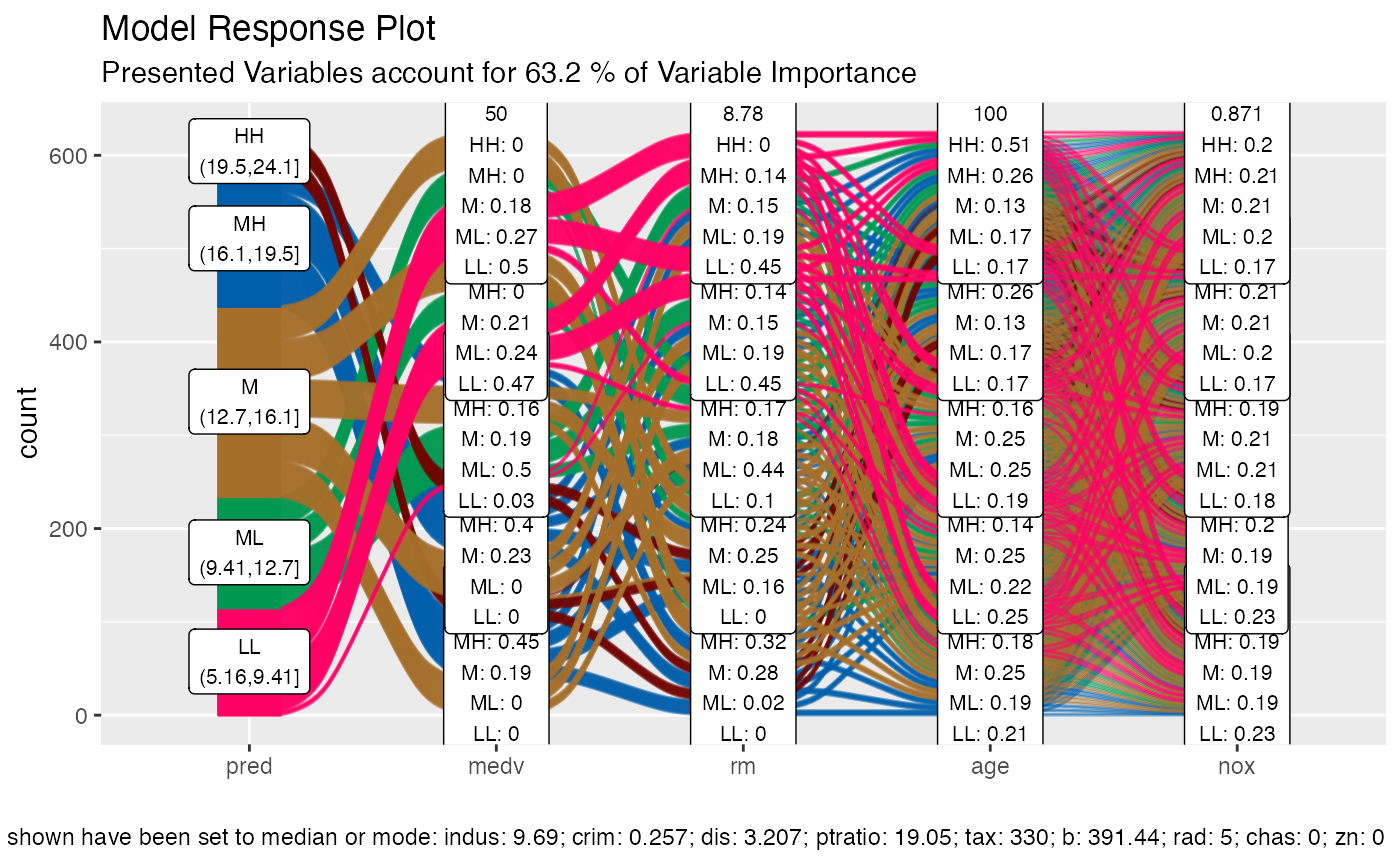 Model Response Plot
Presented Variables account for 63.2 % of Variable Importance
count
600
400
200
0
HH
(19.5,24.1]
MH
(16.1,19.5]
M
(12.7,16.1]
ML
(9.41,12.7]
LL
(5.16,9.41]
50
HH: 0
MH: 0
M: 0.18
ML: 0.27
LL: 0.5
MH: 0
M: 0.21
ML: 0.24
LL: 0.47
MH: 0.16
M: 0.19
ML: 0.5
LL: 0.03
MH: 0.4
M: 0.23
ML: 0
LL: 0
MH: 0.45
M: 0.19
ML: 0
LL: 0
8.78
HH: 0
MH: 0.14
M: 0.15
ML: 0.19
LL: 0.45
MH: 0.14
M: 0.15
ML: 0.19
LL: 0.45
MH: 0.17
M: 0.18
ML: 0.44
LL: 0.1
MH: 0.24
M: 0.25
ML: 0.16
LL: 0
MH: 0.32
M: 0.28
ML: 0.02
LL: 0
100
HH: 0.51
MH: 0.26
M: 0.13
ML: 0.17
LL: 0.17
MH: 0.26
M: 0.13
ML: 0.17
LL: 0.17
MH: 0.16
M: 0.25
ML: 0.25
LL: 0.19
MH: 0.14
M: 0.25
ML: 0.22
LL: 0.25
MH: 0.18
M: 0.25
ML: 0.19
LL: 0.21
0.871
HH: 0.2
MH: 0.21
M: 0.21
ML: 0.2
LL: 0.17
MH: 0.21
M: 0.21
ML: 0.2
LL: 0.17
MH: 0.19
M: 0.21
ML: 0.21
LL: 0.18
MH: 0.2
M: 0.19
ML: 0.19
LL: 0.23
MH: 0.19
M: 0.19
ML: 0.19
LL: 0.23
pred
medv
rm
age
nox
shown have been set to median or mode: indus: 9.69; crim: 0.257; dis: 3.207; ptratio: 19.05; tax: 330; b: 391.44; rad: 5; chas: 0; zn: 0